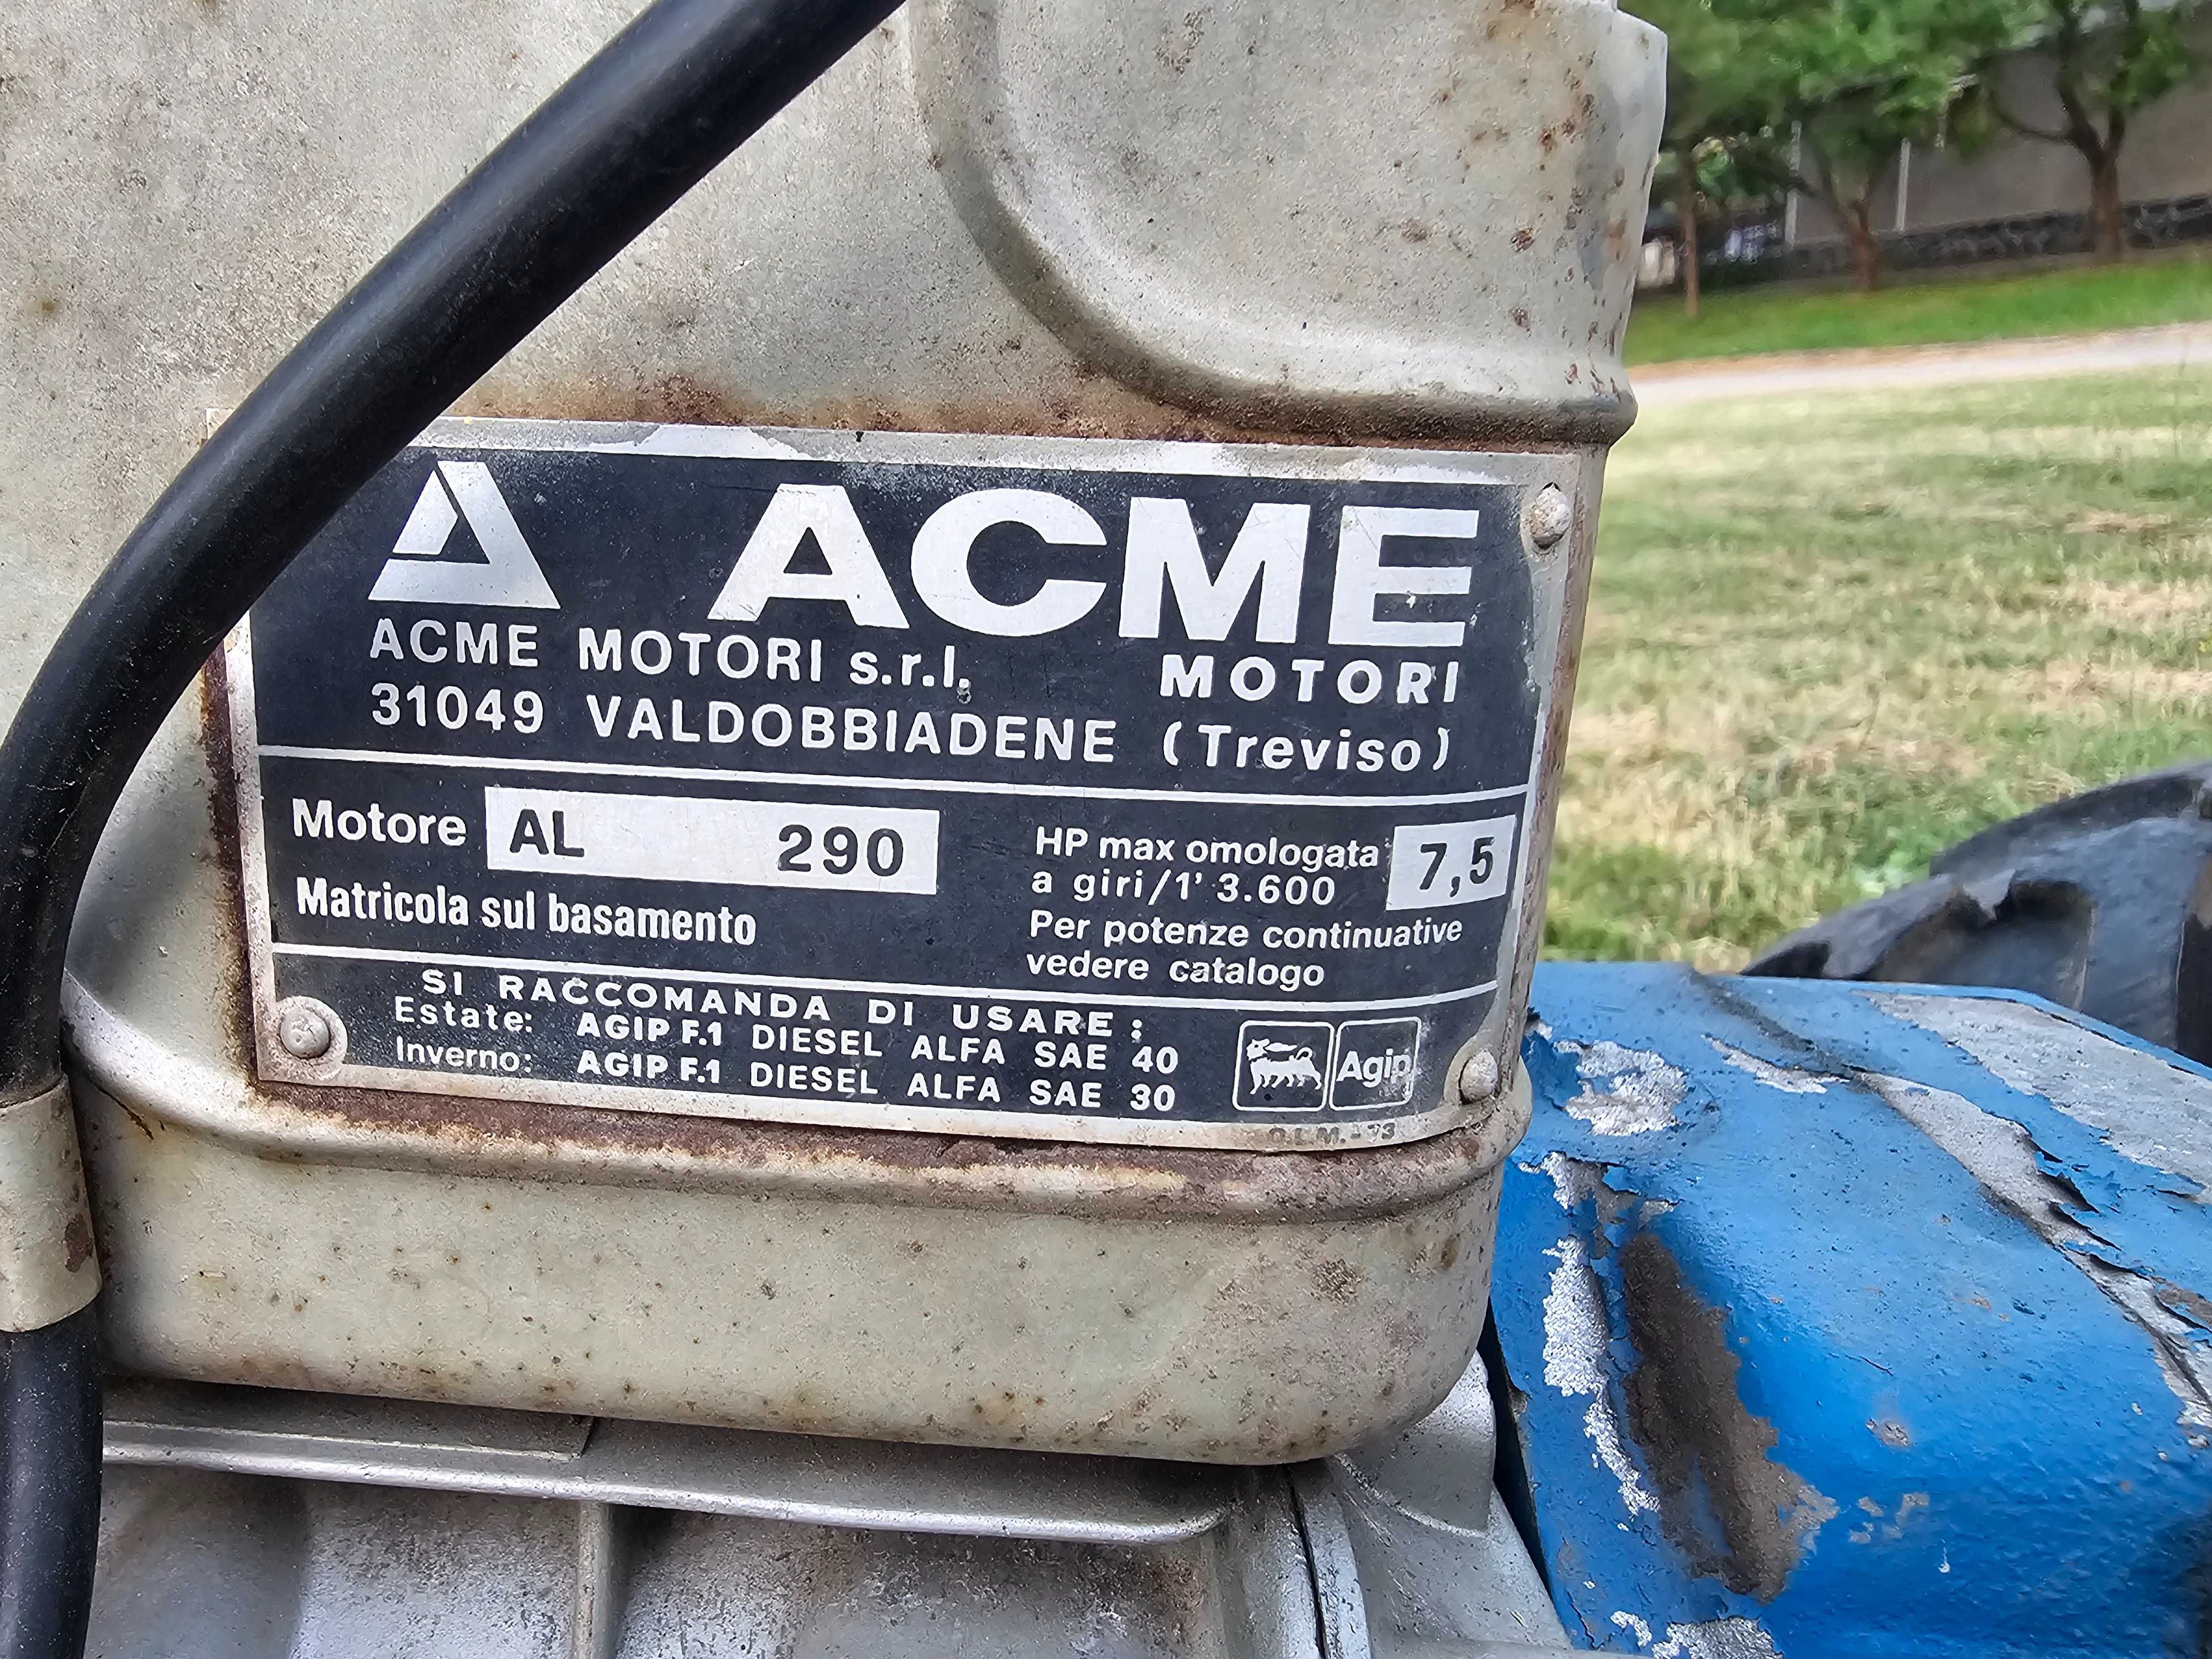 ACME
ACME MOTORI s.r.l.
MOTORI
31049 VALDOBBIADENE (Treviso)
Motore AL 290
Matricola sul basamento
HP max omologata
a giri/1' 3.600
7,5
Per potenze continuative
vedere catalogo
SI RACCOMANDA DI USARE:
Estate: AGIP F.1 DIESEL ALFA SAE 40
Inverno: AGIP F.1 DIESEL ALFA SAE 30
Agip